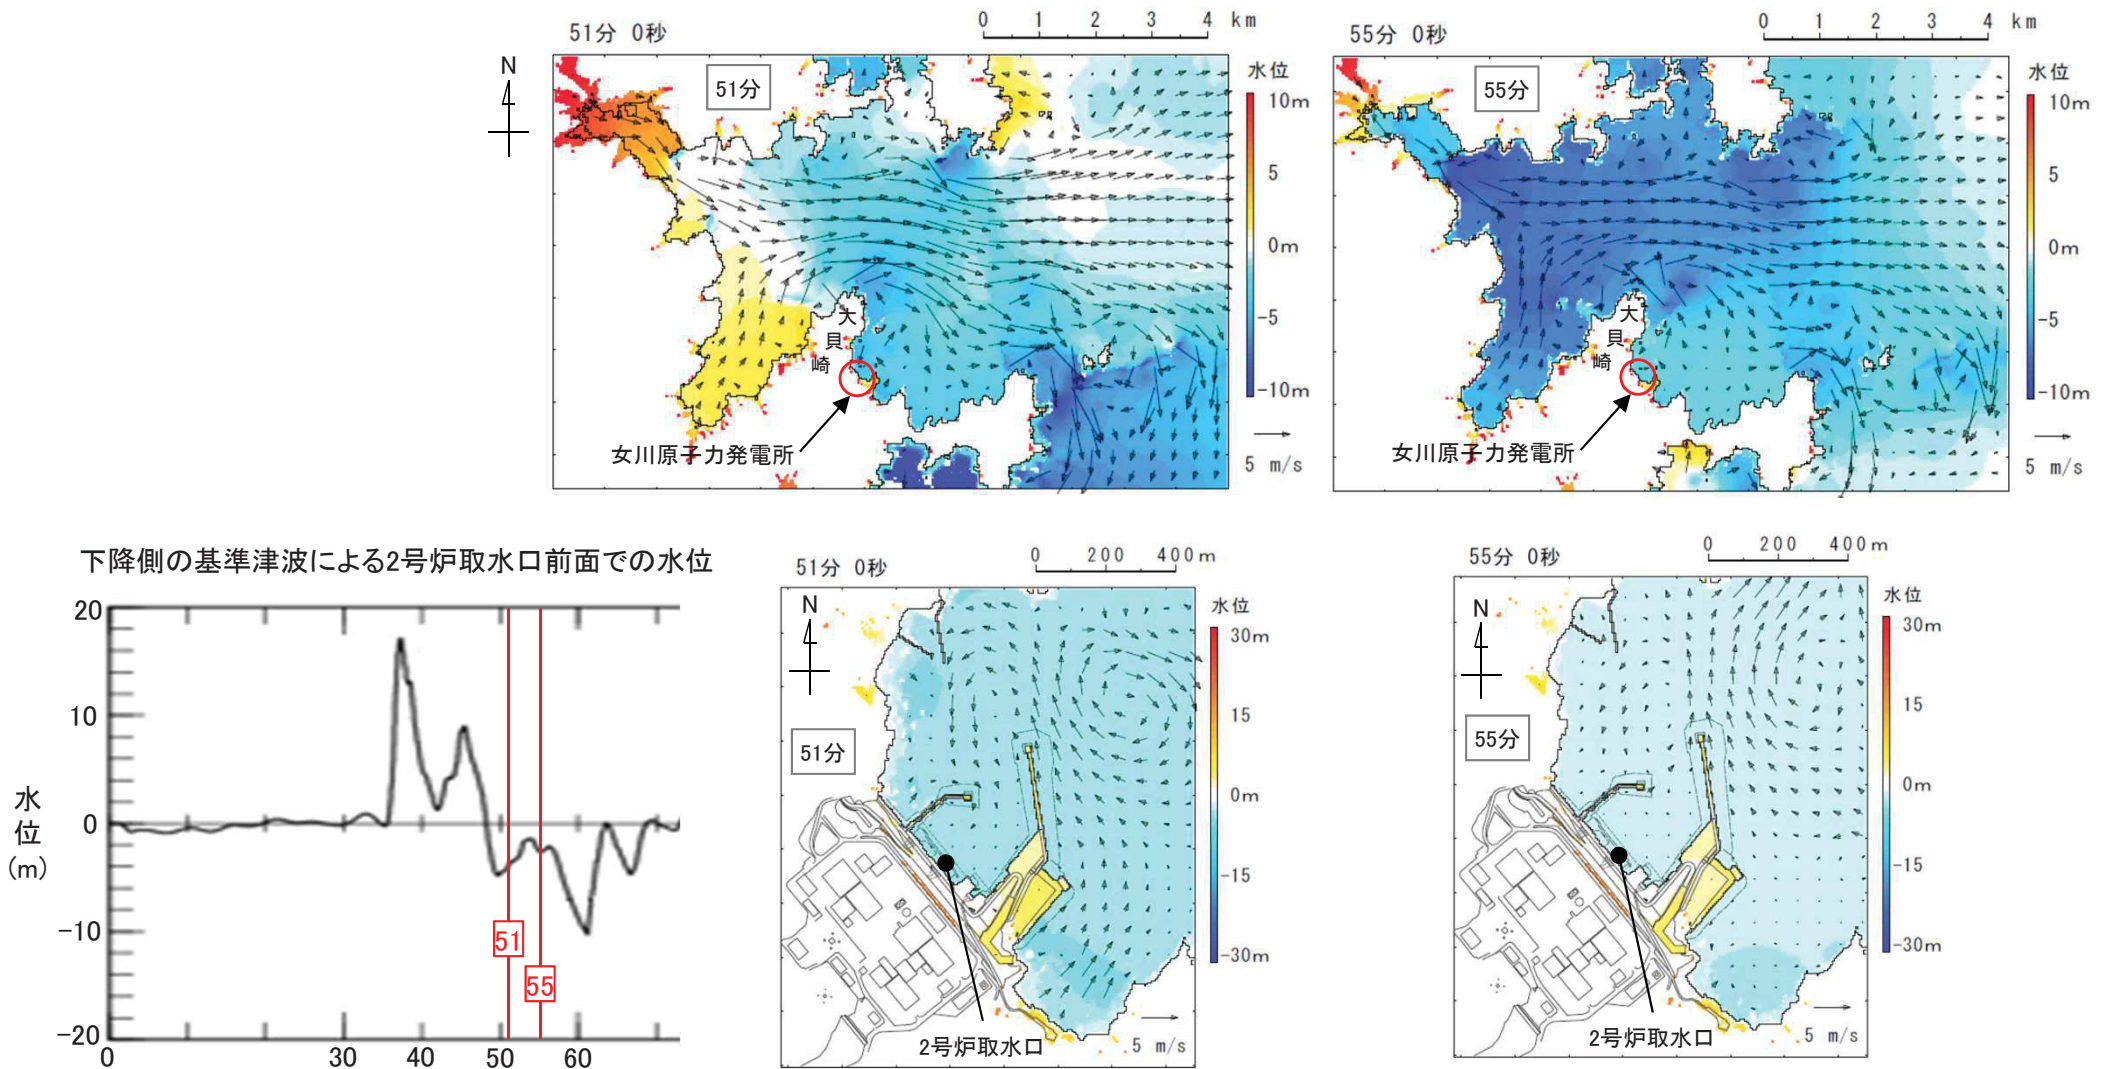 51分 0秒
0 1 2 3 4 km
N
51分
水位
10m
5
0m
-5
-10m
5 m/s
大
貝
崎
女川原子力発電所
55分 0秒
0 1 2 3 4 km
55分
水位
10m
5
0m
-5
-10m
5 m/s
大
貝
崎
女川原子力発電所
下降側の基準津波による2号炉取水口前面での水位
20
10
0
-10
-20
水
位
(m)
0 30 40 50 60
51
55
51分 0秒
0 200 400m
N
51分
水位
30m
15
0m
-15
-30m
5 m/s
2号炉取水口
55分 0秒
0 200 400m
N
55分
水位
30m
15
0m
-15
-30m
5 m/s
2号炉取水口